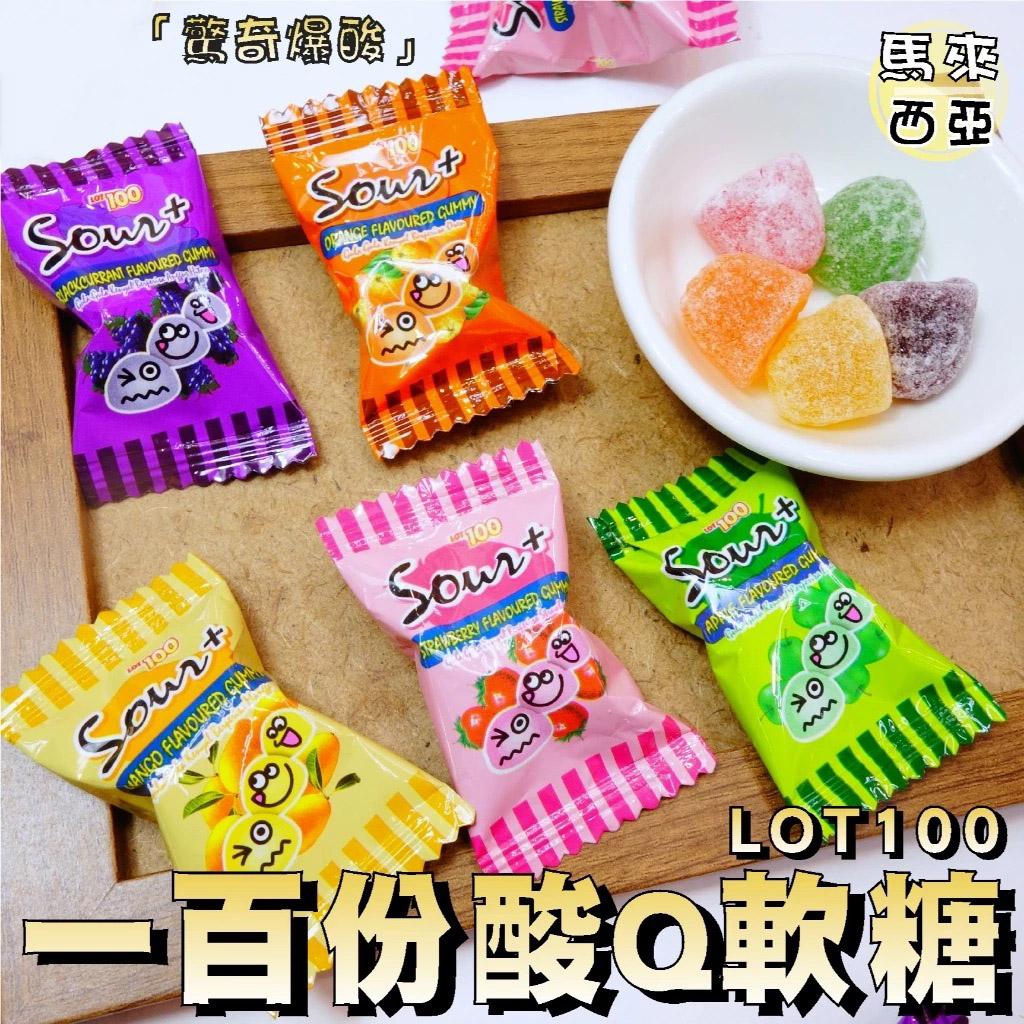 「驚奇爆酸」
馬來
西亞
LOT 100
Sour+
BLACKCURRANT FLAVOURED GUMMY
100
Sour+
ORANGE FLAVOURED GUMMY
LOT 100
Sour+
MANGO FLAVOURED GUMMY
LOT 100
Sour+
STRAWBERRY FLAVOURED GUMMY
LOT 100
Sour+
APPLE FLAVOURED GUM
LOT100
一百份酸Q軟糖